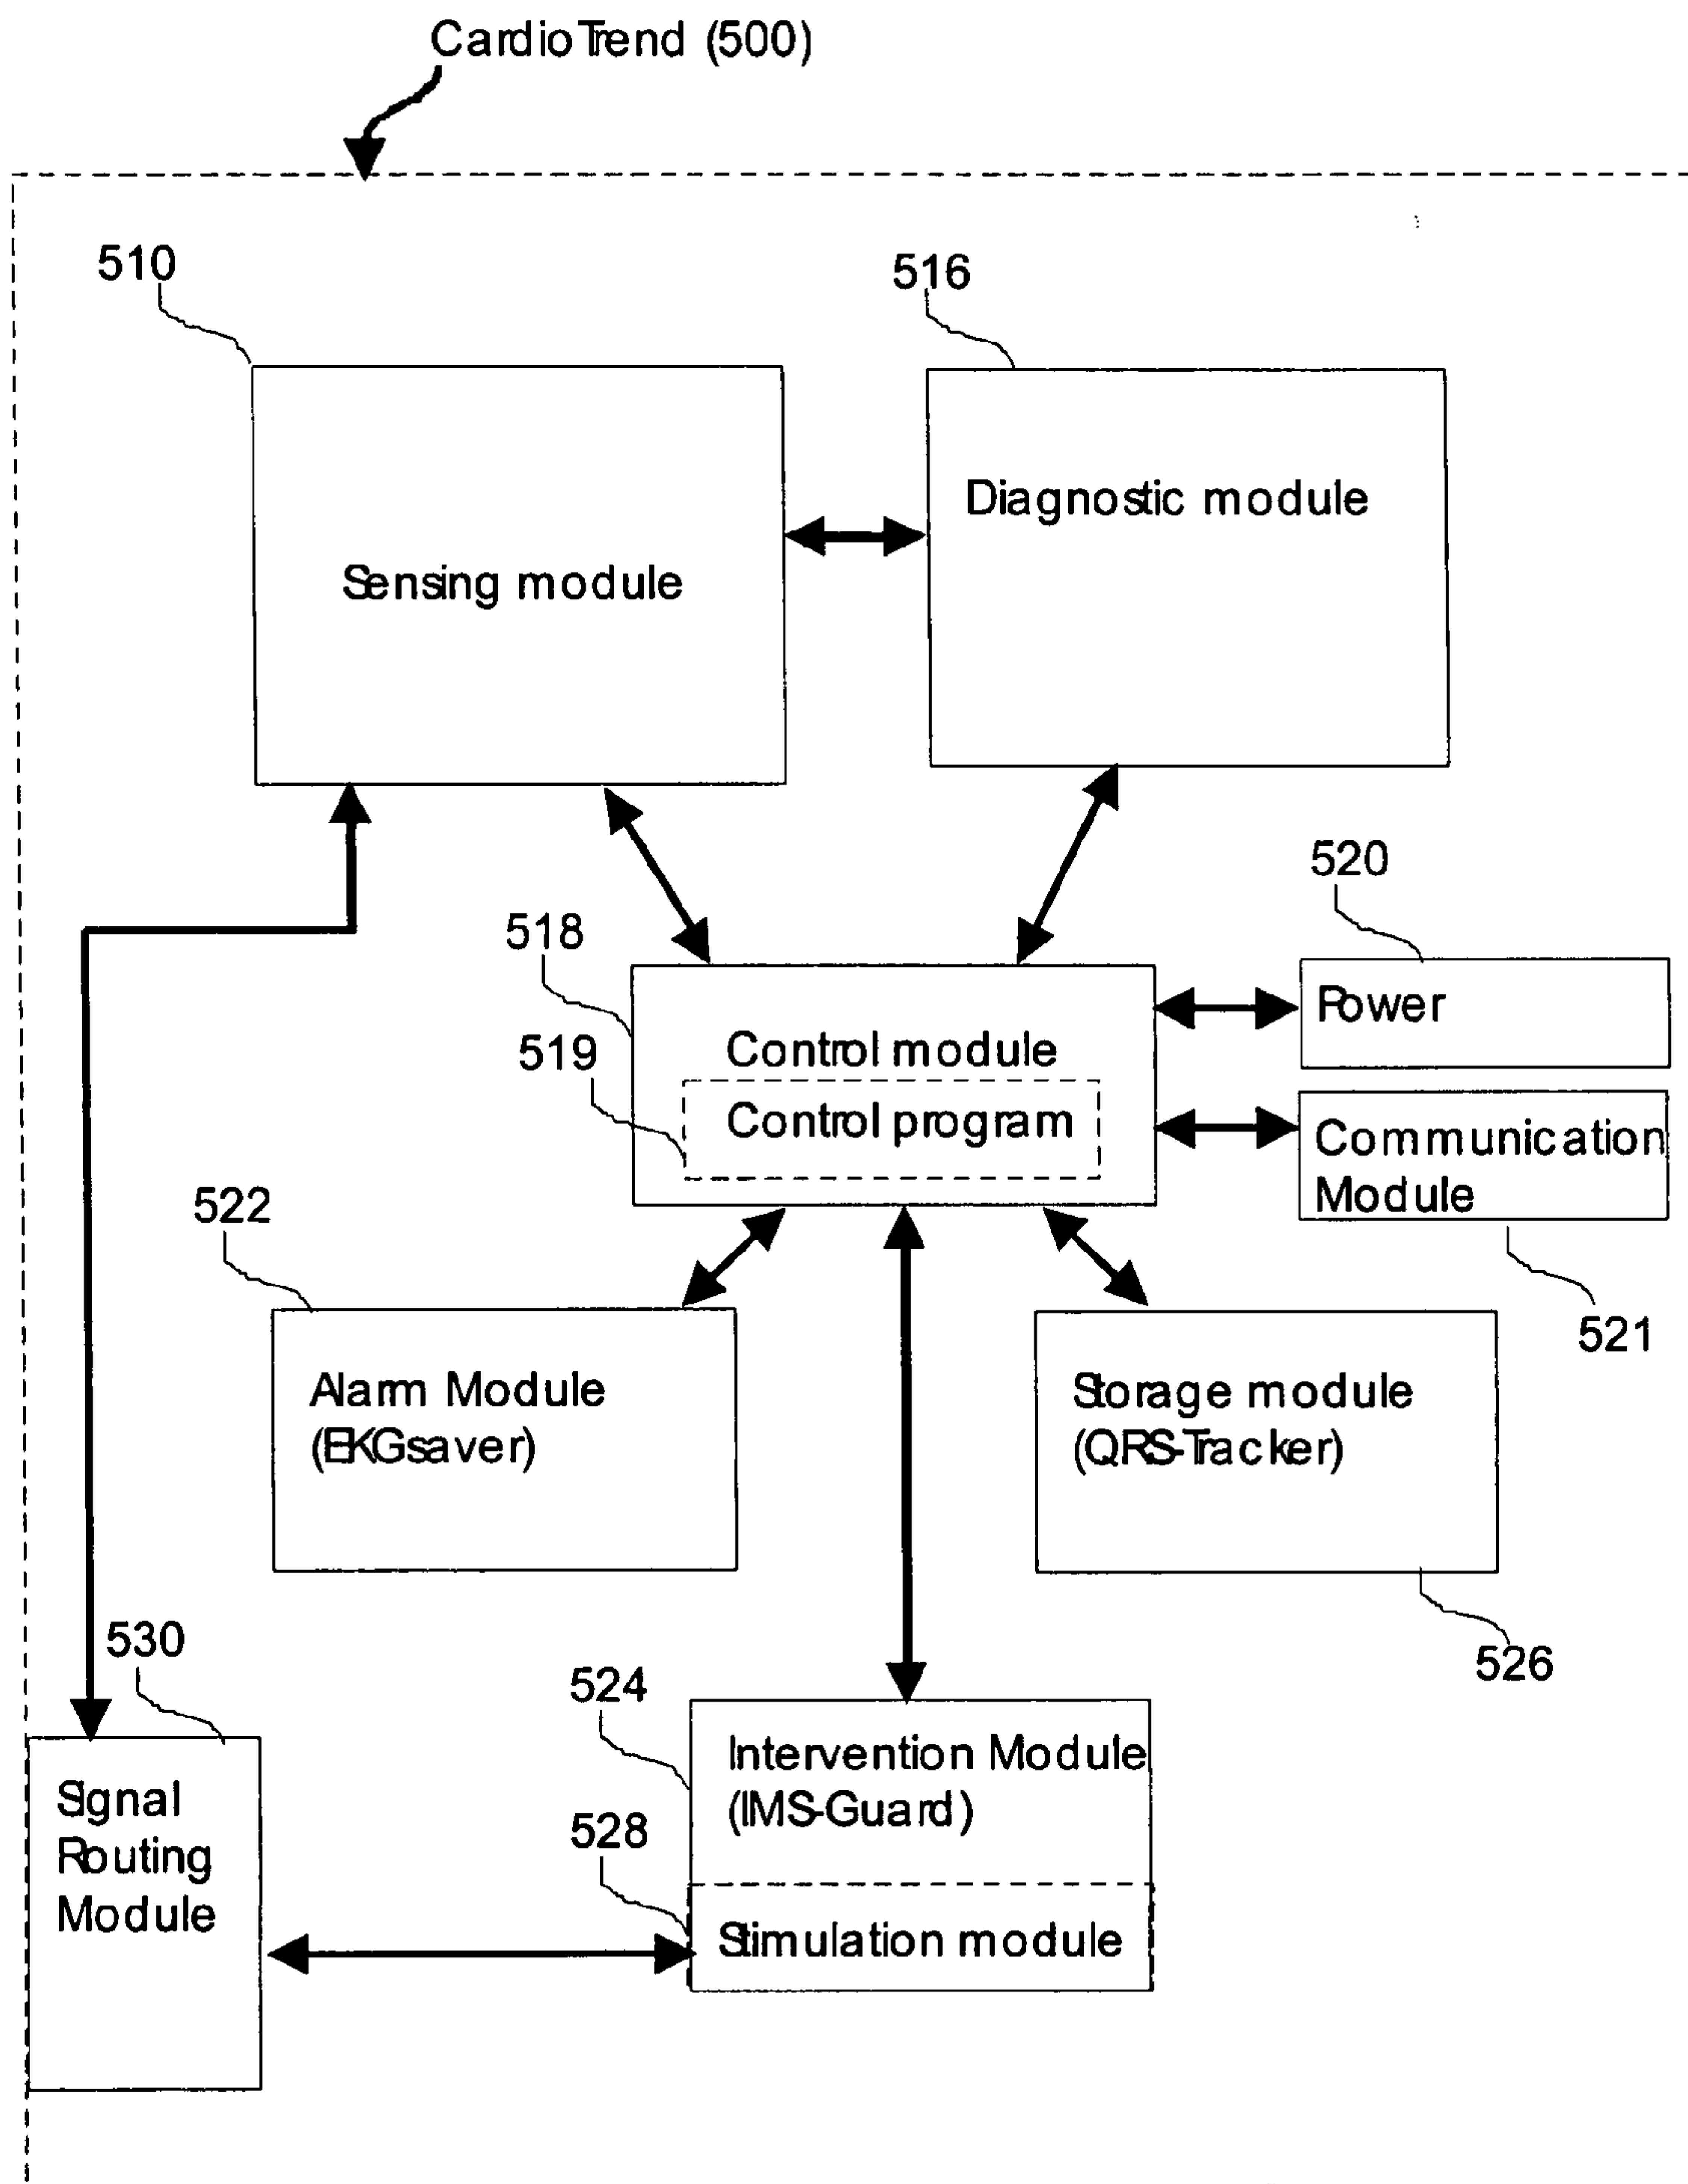 CardioTrend (500)
510
516
Diagnostic module
Sensing module
520
518
Power
519
Control module
Control program
Communication
Module
522
521
Alarm Module
(EKGsaver)
Storage module
(QRS-Tracker)
530
526
524
Intervention Module
(IMS-Guard)
Signal
Routing
Module
528
Stimulation module